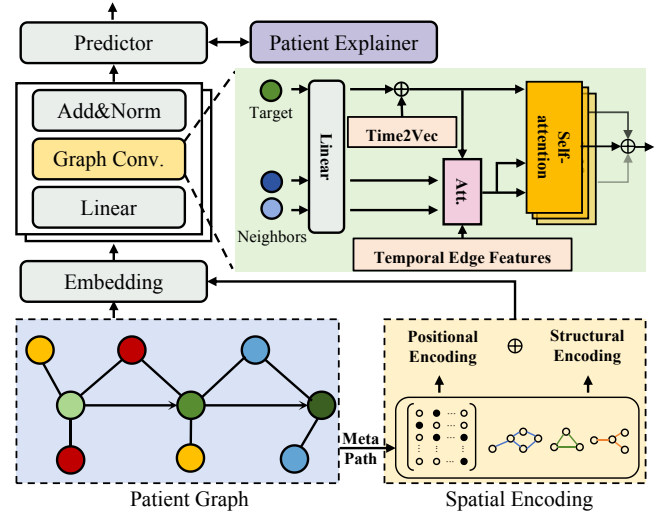 Predictor
Patient Explainer
Add&Norm
Graph Conv.
Linear
Embedding
Target
Neighbors
Linear
Time2Vec
Att.
Self-
attention
Temporal Edge Features
Positional
Encoding
Structural
Encoding
Meta
Path
Patient Graph
Spatial Encoding